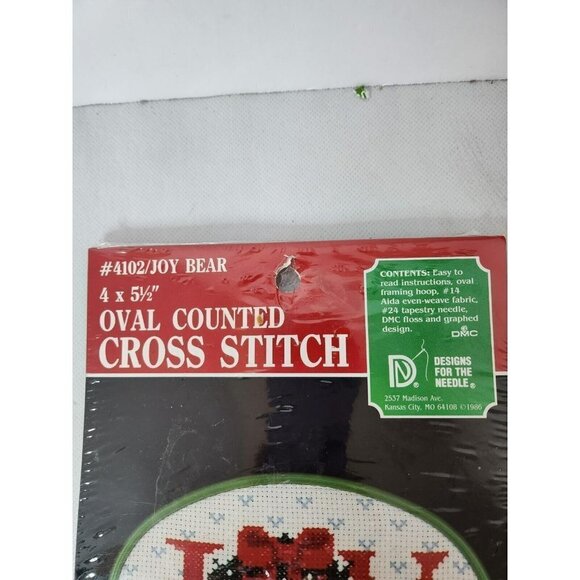 #4102/JOY BEAR
4 x 5½"
OVAL COUNTED
CROSS STITCH
CONTENTS: Easy to
read instructions, oval
framing hoop, #14
Aida even-weave fabric,
#24 tapestry needle,
DMC floss and graphed
design.
DMC
DN
DESIGNS
FOR THE
NEEDLE®
2537 Madison Ave.
Kansas City, MO 64108 ©1986